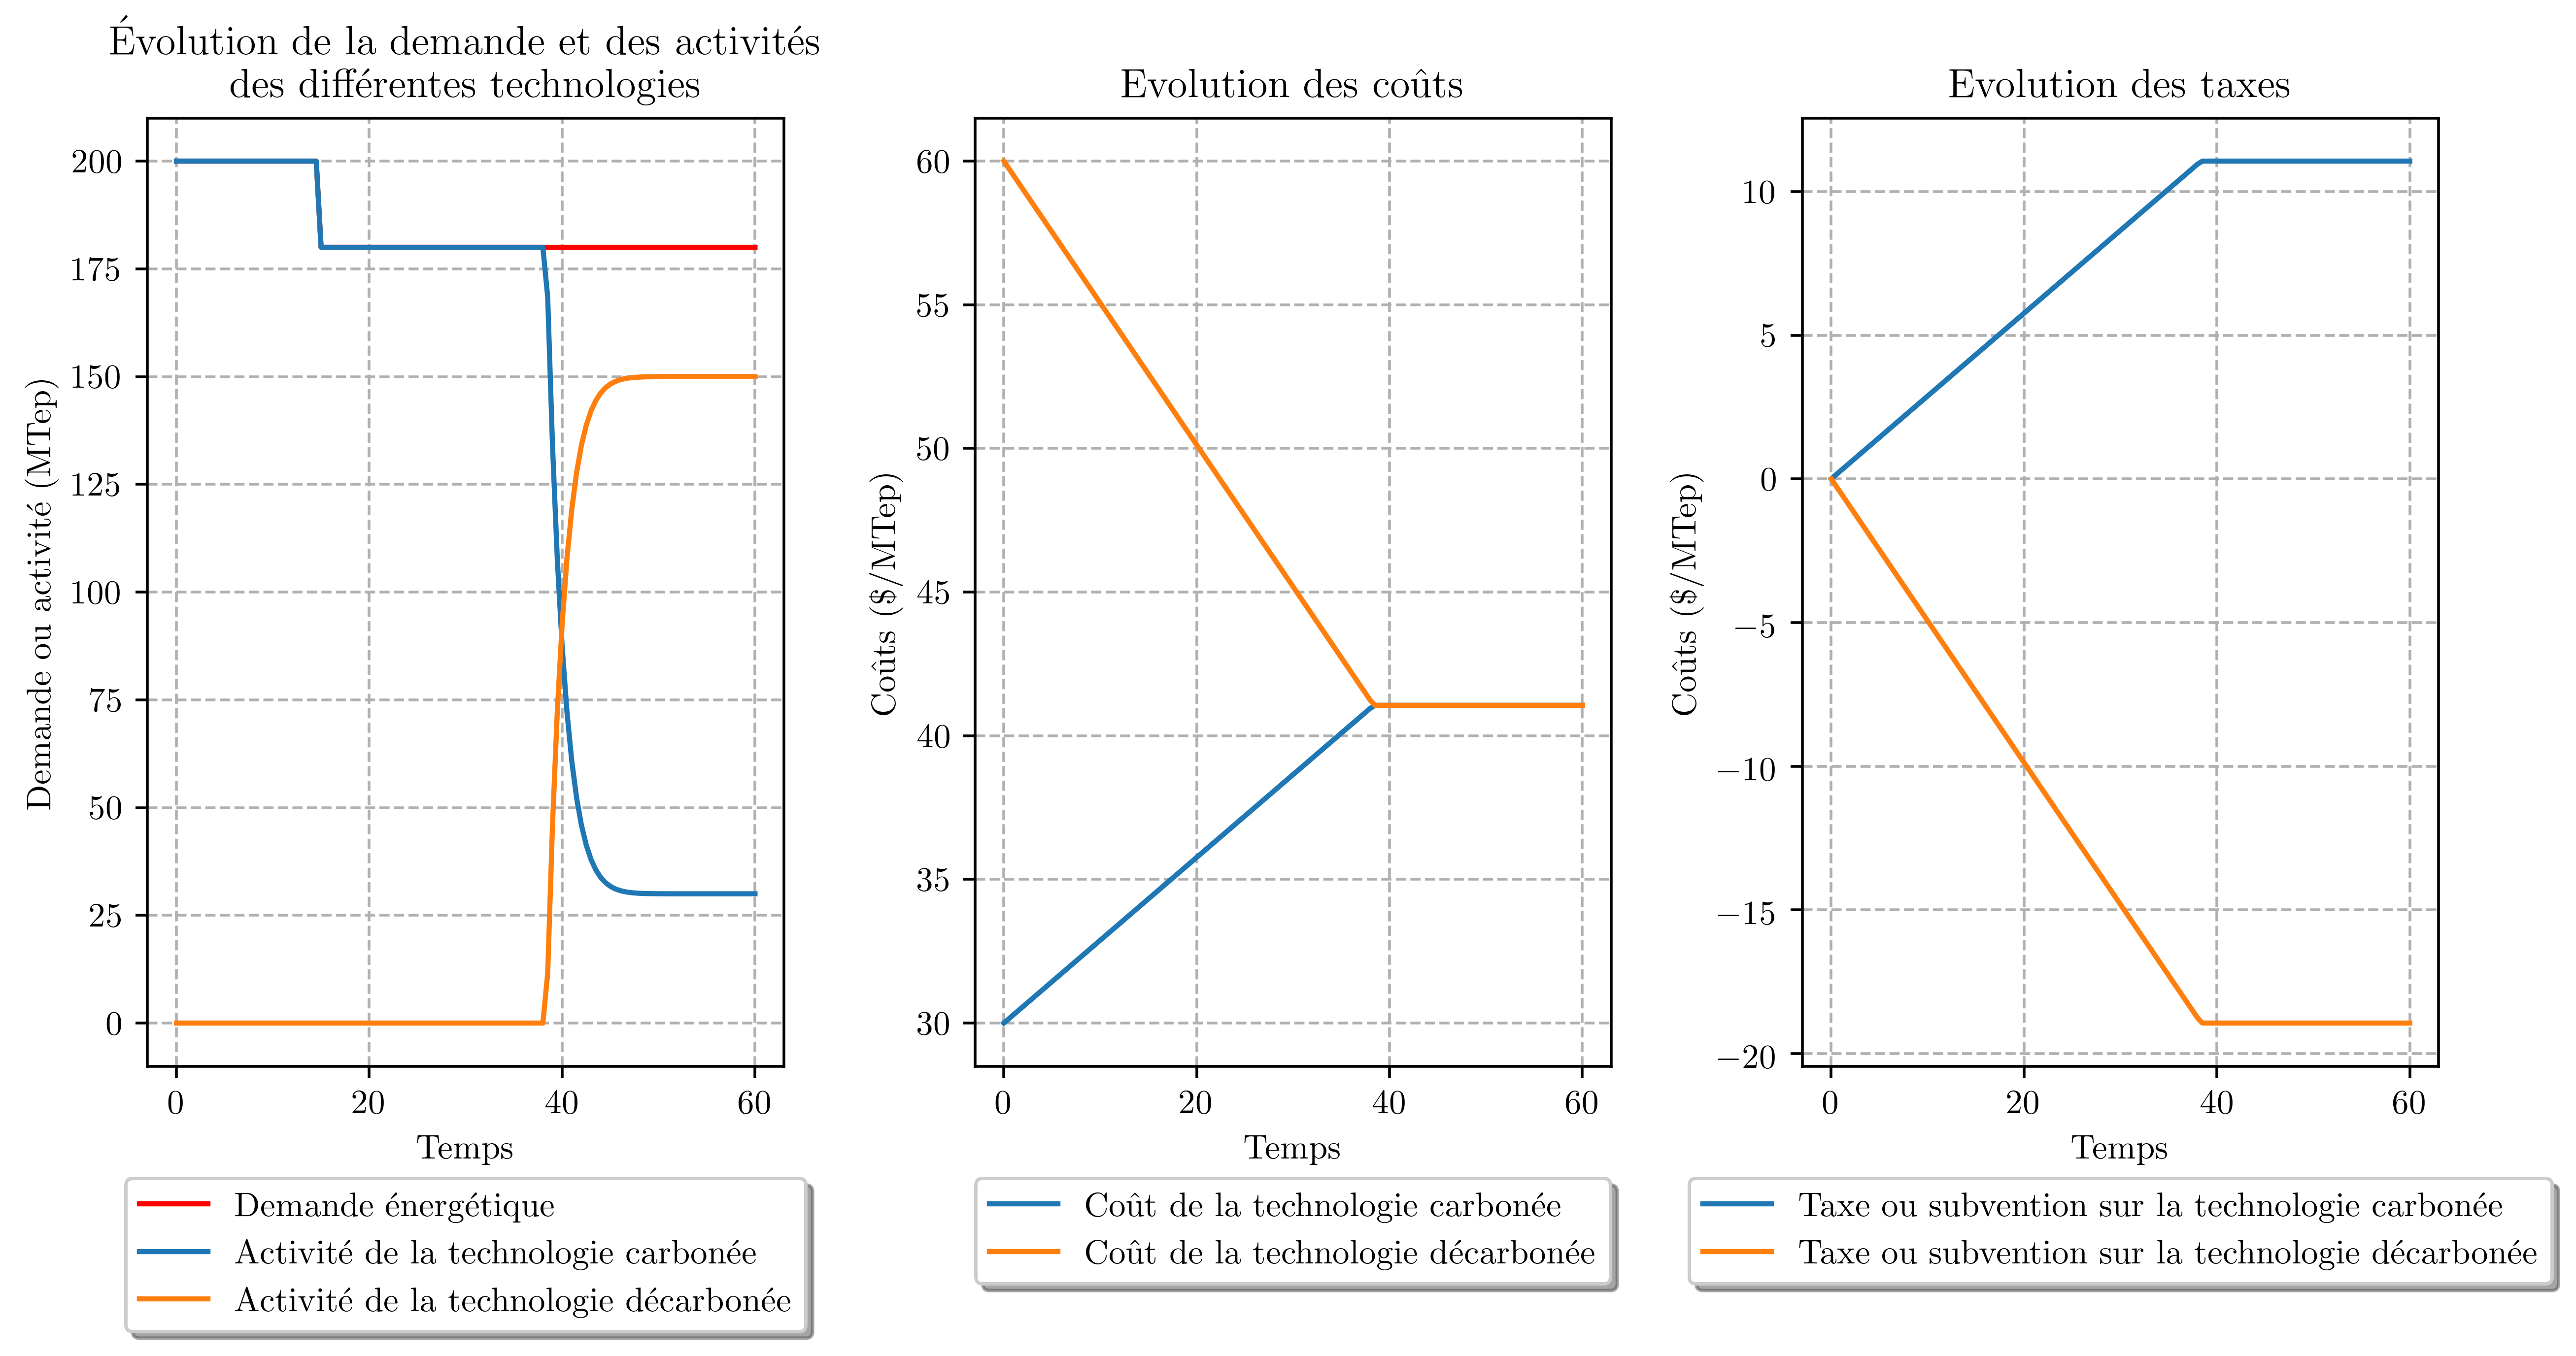 Évolution de la demande et des activités
des différentes technologies
Demande ou activité (MTep)
200
175
150
125
100
75
50
25
0
0 20 40 60
Temps
Demande énergétique
Activité de la technologie carbonée
Activité de la technologie décarbonée
Evolution des coûts
Coûts ($/MTep)
60
55
50
45
40
35
30
0 20 40 60
Temps
Coût de la technologie carbonée
Coût de la technologie décarbonée
Evolution des taxes
Coûts ($/MTep)
10
5
0
−5
−10
−15
−20
0 20 40 60
Temps
Taxe ou subvention sur la technologie carbonée
Taxe ou subvention sur la technologie décarbonée